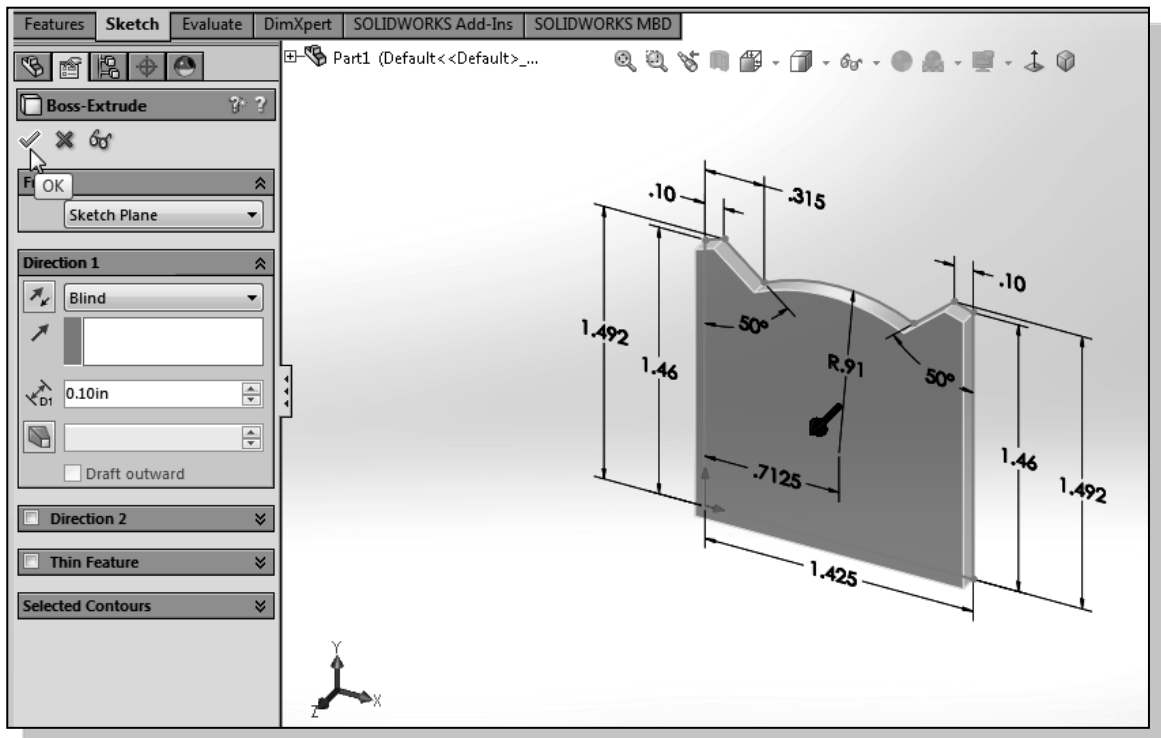 Features Sketch Evaluate DimXpert SOLIDWORKS Add-Ins SOLIDWORKS MBD
Part1 (Default<<Default>_...
Boss-Extrude
OK
Sketch Plane
Direction 1
Blind
D1
0.10in
Draft outward
Direction 2
Thin Feature
Selected Contours
.10
.315
.10
1.492
1.46
50°
R.91
50°
.7125
1.46
1.492
1.425
Y
X
Z